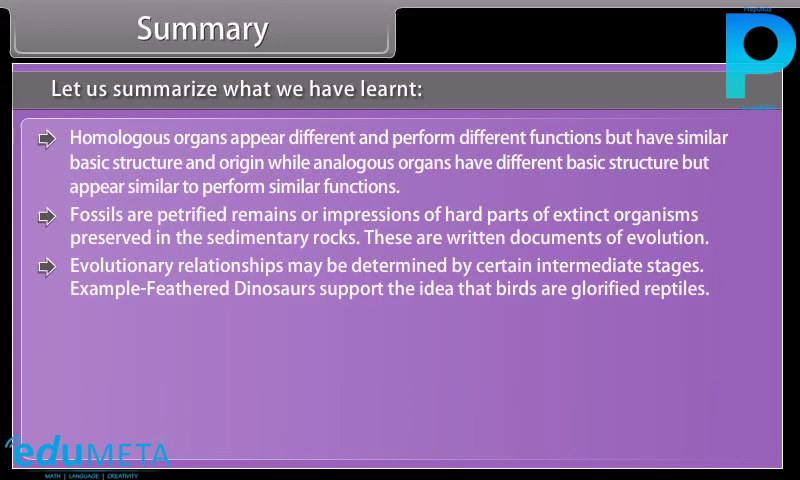 Summary
Let us summarize what we have learnt:
Homologous organs appear different and perform different functions but have similar
basic structure and origin while analogous organs have different basic structure but
appear similar to perform similar functions.
Fossils are petrified remains or impressions of hard parts of extinct organisms
preserved in the sedimentary rocks. These are written documents of evolution.
Evolutionary relationships may be determined by certain intermediate stages.
Example-Feathered Dinosaurs support the idea that birds are glorified reptiles.
P
eduMETA
MATH | LANGUAGE | CREATIVITY